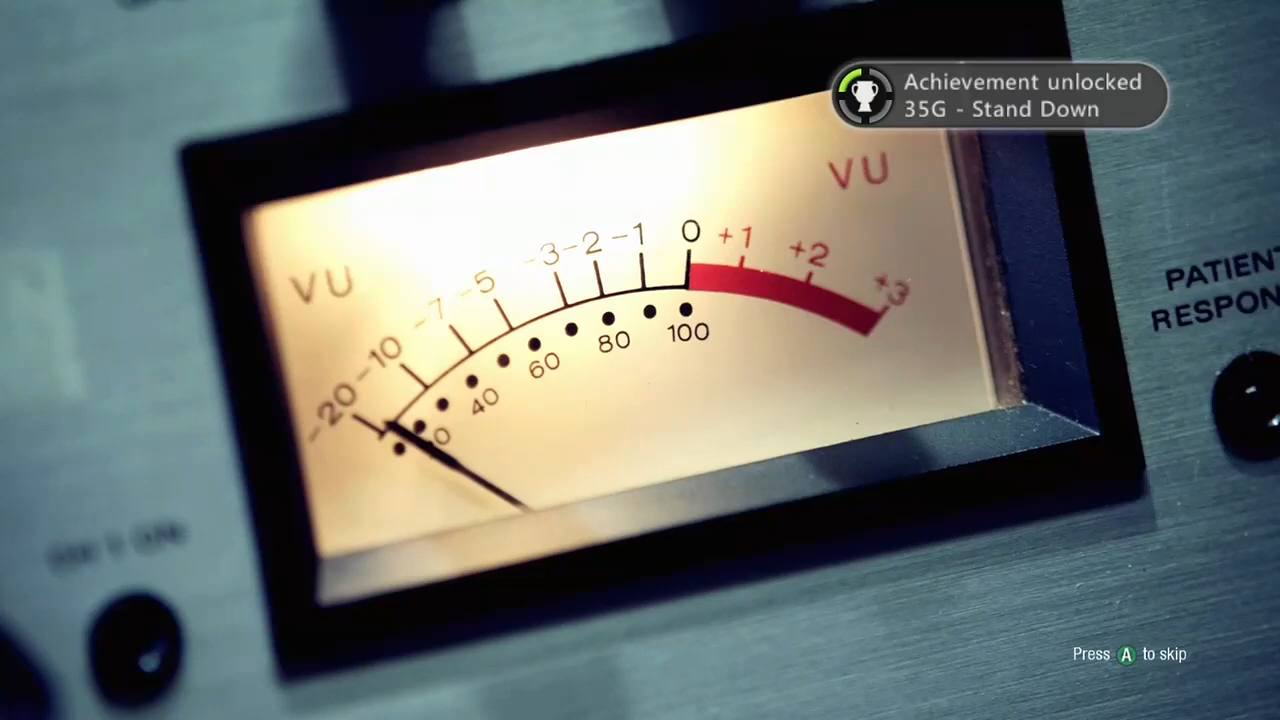 Achievement unlocked
35G - Stand Down
VU
VU
-20 -10 -7 -5 -3 -2 -1 0 +1 +2 +3
40 60 80 100
PATIENT
RESPON
Press A to skip